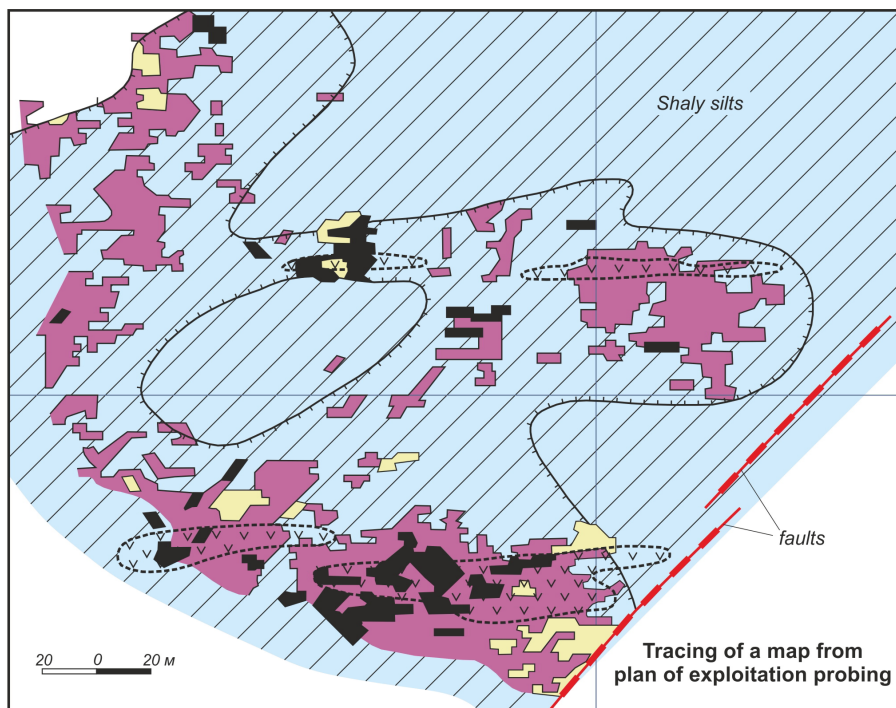 Shaly silts
faults
20 0 20 м
Tracing of a map from
plan of exploitation probing